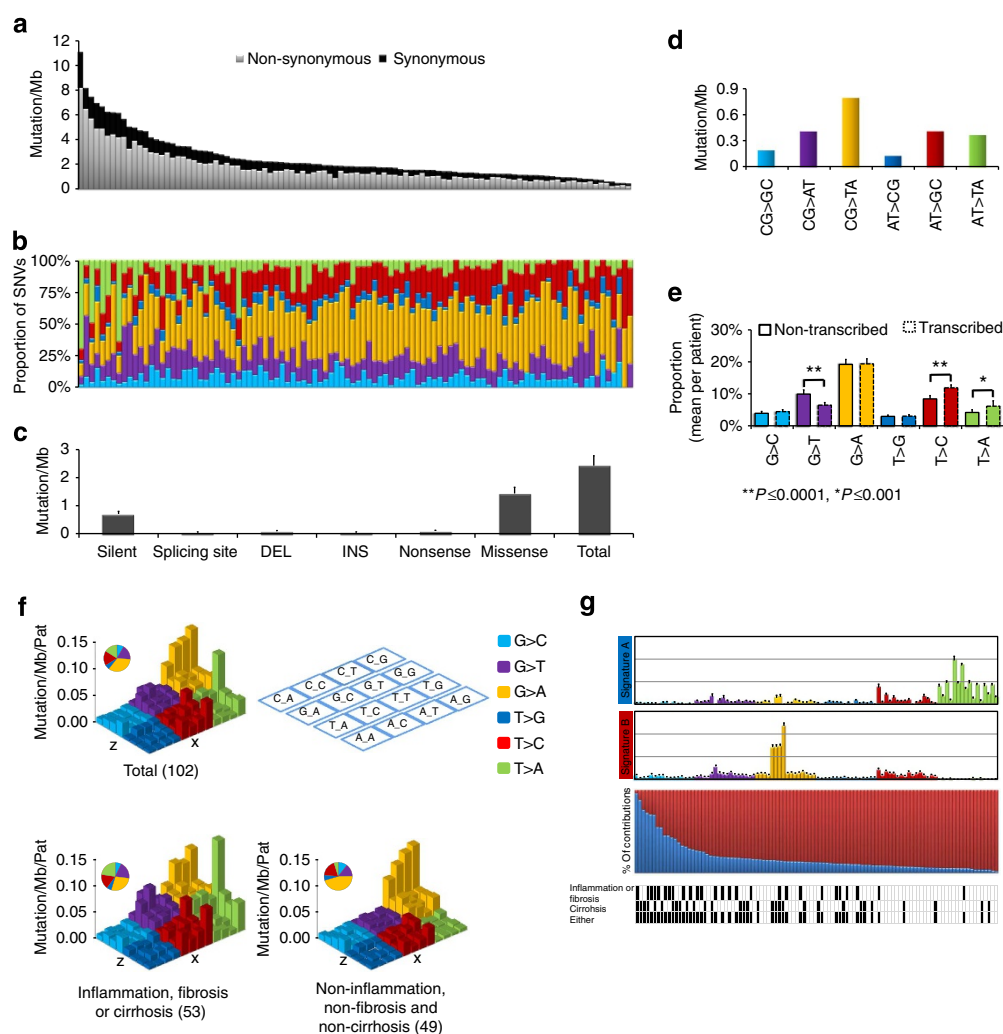 a
12
10
8
6
4
2
0
Mutation/Mb
Non-synonymous
Synonymous
b
100%
75%
50%
25%
0%
Proportion of SNVs
c
3
2
1
0
Mutation/Mb
Silent
Splicing site
DEL
INS
Nonsense
Missense
Total
d
0.9
0.6
0.3
0
Mutation/Mb
CG>GC
CG>AT
CG>TA
AT>CG
AT>GC
AT>TA
e
30%
20%
10%
0%
Proportion
(mean per patient)
Non-transcribed
Transcribed
**
**
*
G>C
G>T
G>A
T>G
T>C
T>A
**P≤0.0001, *P≤0.001
f
0.15
0.10
0.05
0.00
Mutation/Mb/Pat
z
x
Total (102)
C_G
C_T
G_G
C_C
G_T
T_G
C_A
G_C
T_T
A_G
G_A
T_C
A_T
T_A
A_C
A_A
G>C
G>T
G>A
T>G
T>C
T>A
0.15
0.10
0.05
0.00
Mutation/Mb/Pat
z
x
Inflammation, fibrosis
or cirrhosis (53)
0.15
0.10
0.05
0.00
Mutation/Mb/Pat
z
x
Non-inflammation,
non-fibrosis and
non-cirrhosis (49)
g
Signature A
Signature B
% Of contributions
Inflammation or
fibrosis
Cirrohsis
Either